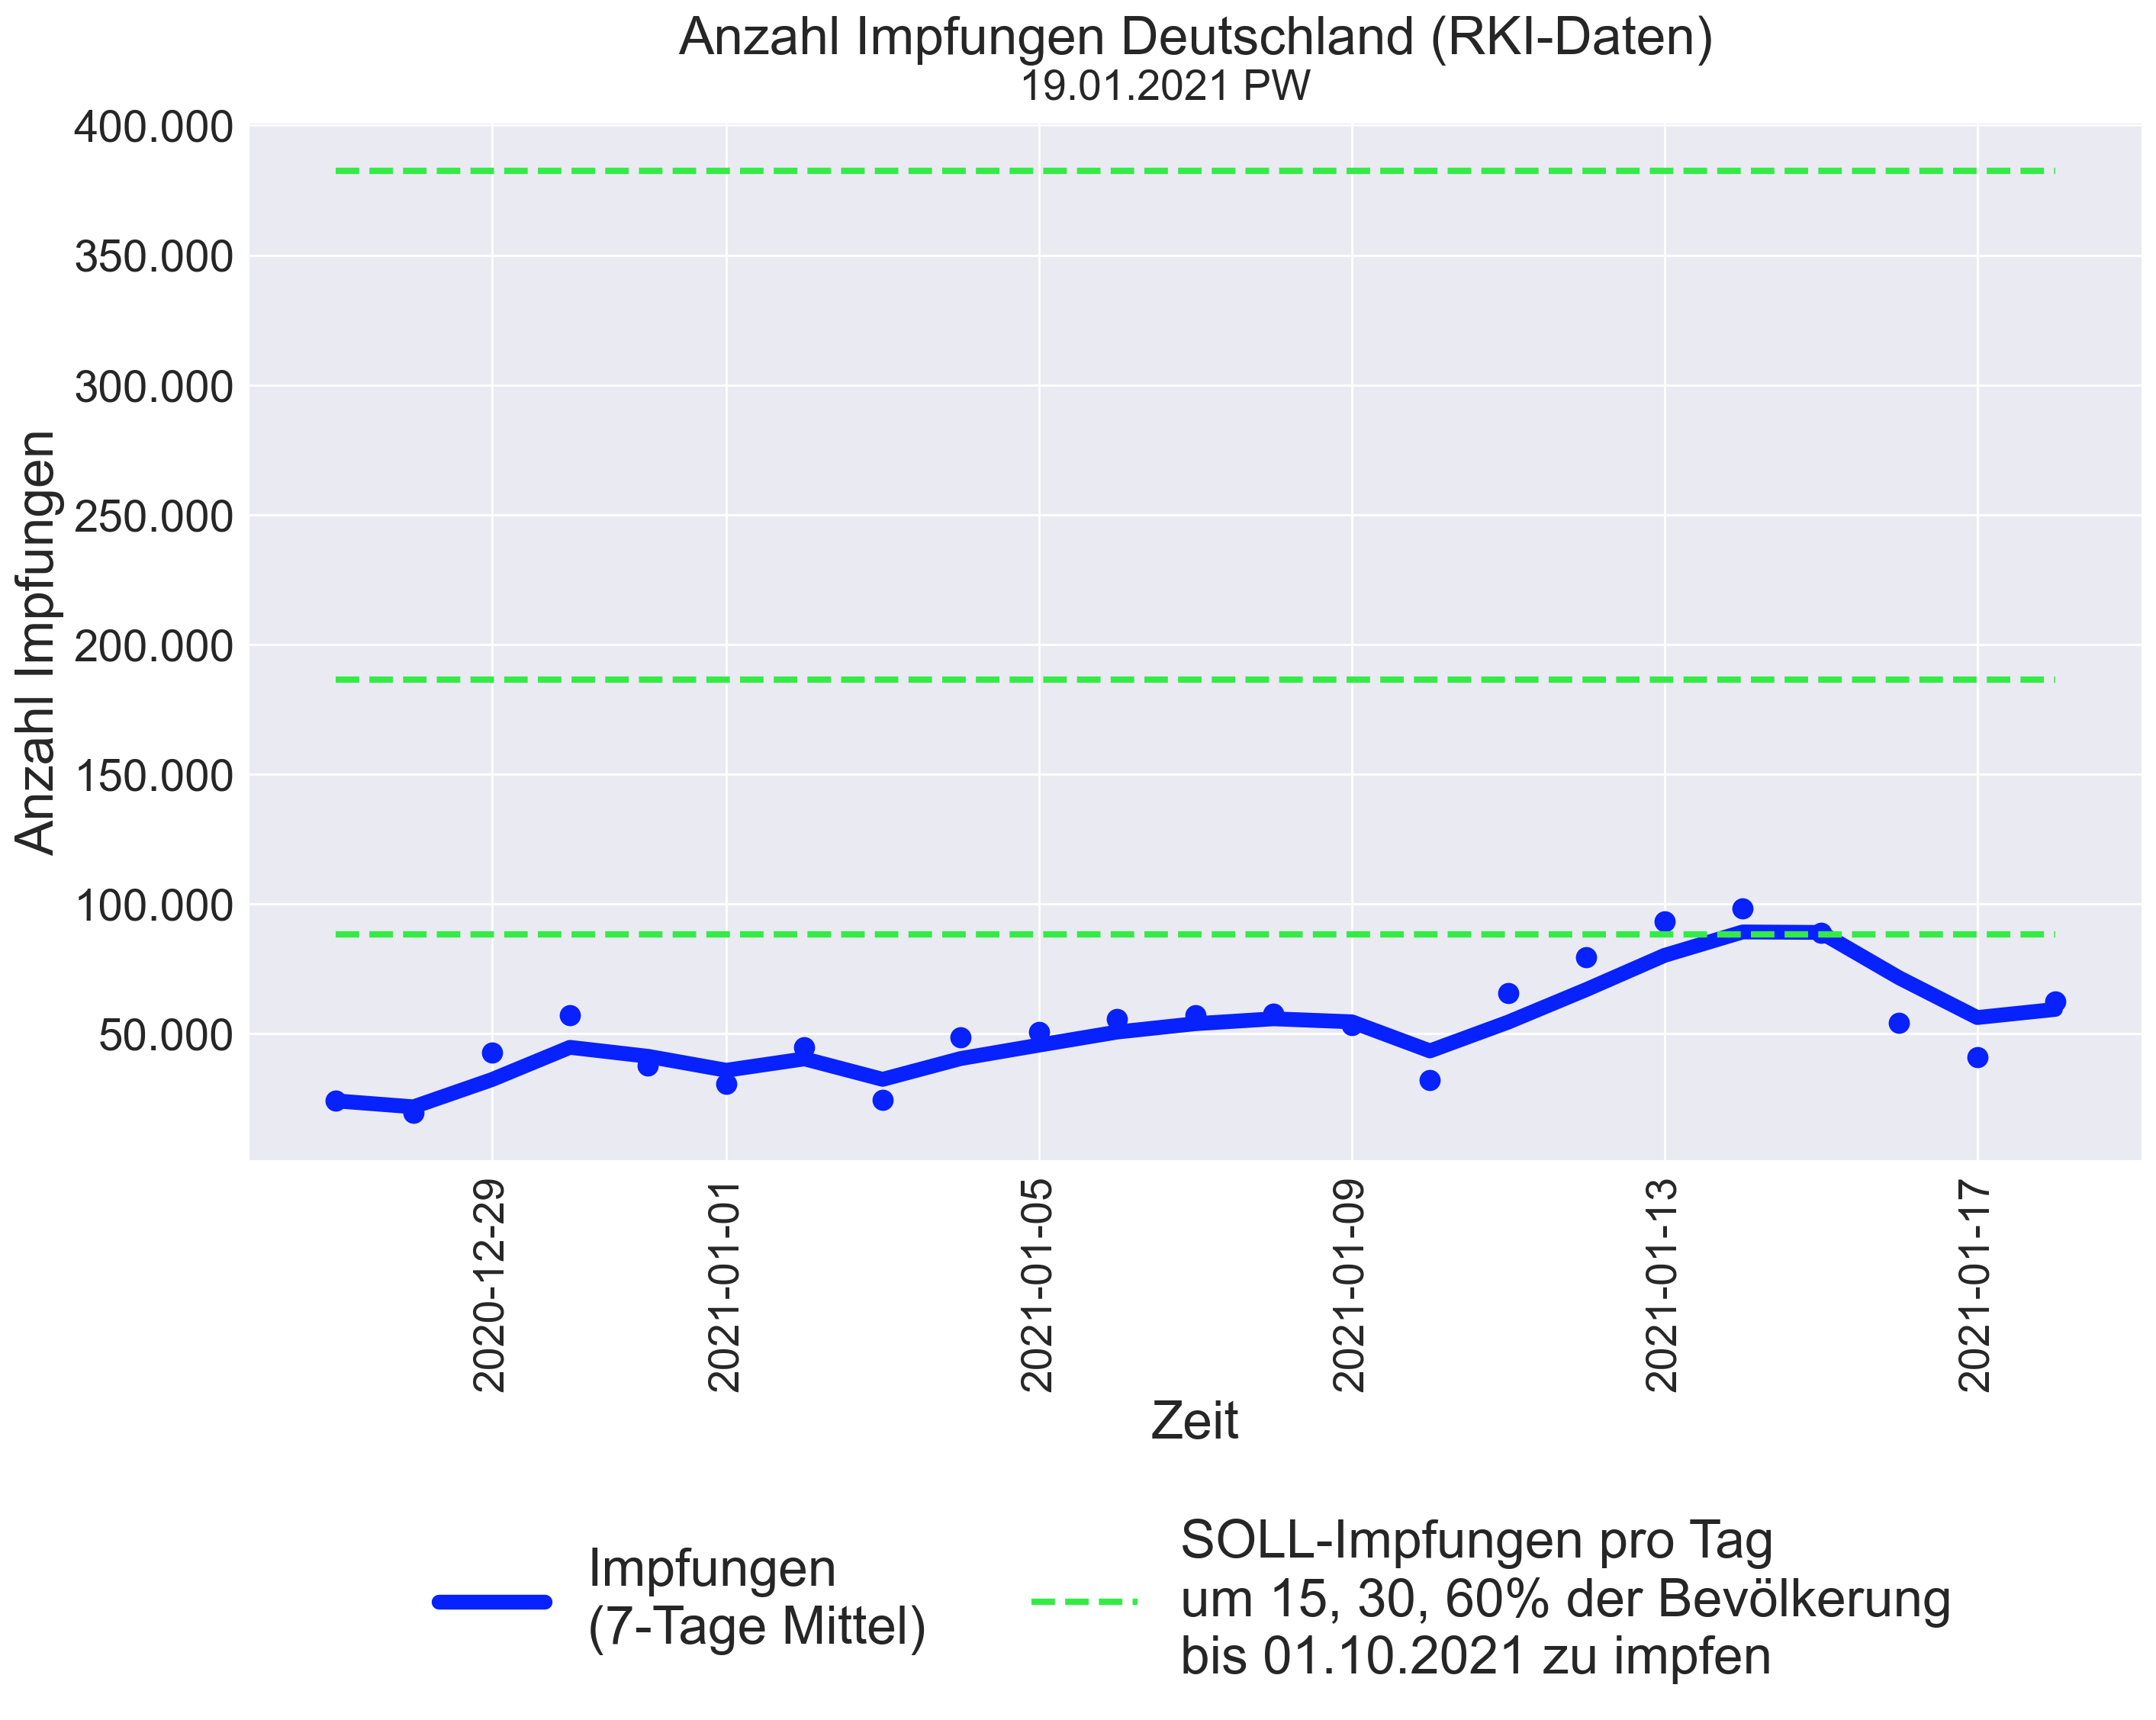 Anzahl Impfungen Deutschland (RKI-Daten)
19.01.2021 PW
Anzahl Impfungen
400.000
350.000
300.000
250.000
200.000
150.000
100.000
50.000
2020-12-29
2021-01-01
2021-01-05
2021-01-09
2021-01-13
2021-01-17
Zeit
Impfungen
(7-Tage Mittel)
SOLL-Impfungen pro Tag
um 15, 30, 60% der Bevölkerung
bis 01.10.2021 zu impfen